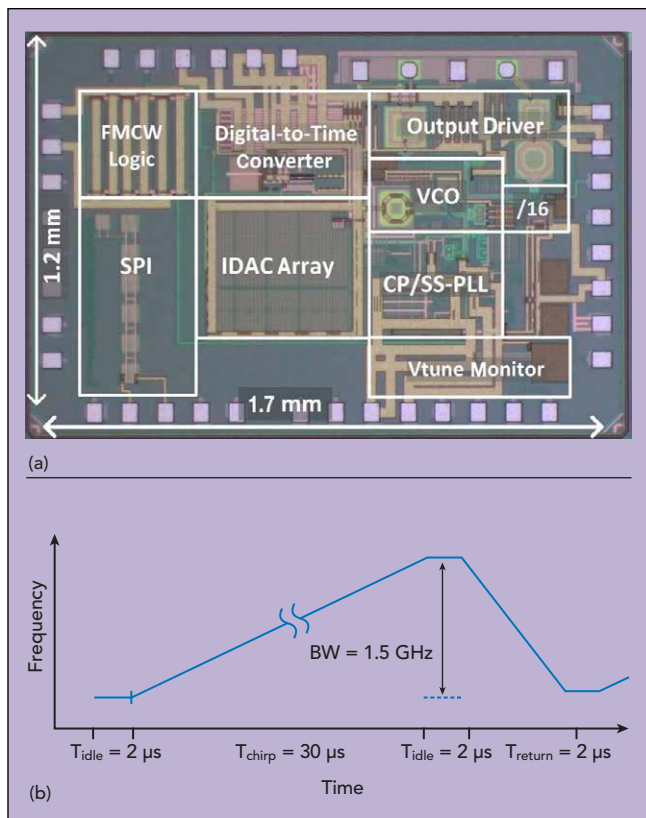 FMCW
Logic
Digital-to-Time
Converter
Output Driver
VCO
/16
SPI
IDAC Array
CP/SS-PLL
Vtune Monitor
1.2 mm
1.7 mm
(a)
Frequency
BW = 1.5 GHz
T_idle = 2 µs
T_chirp = 30 µs
T_idle = 2 µs
T_return = 2 µs
Time
(b)